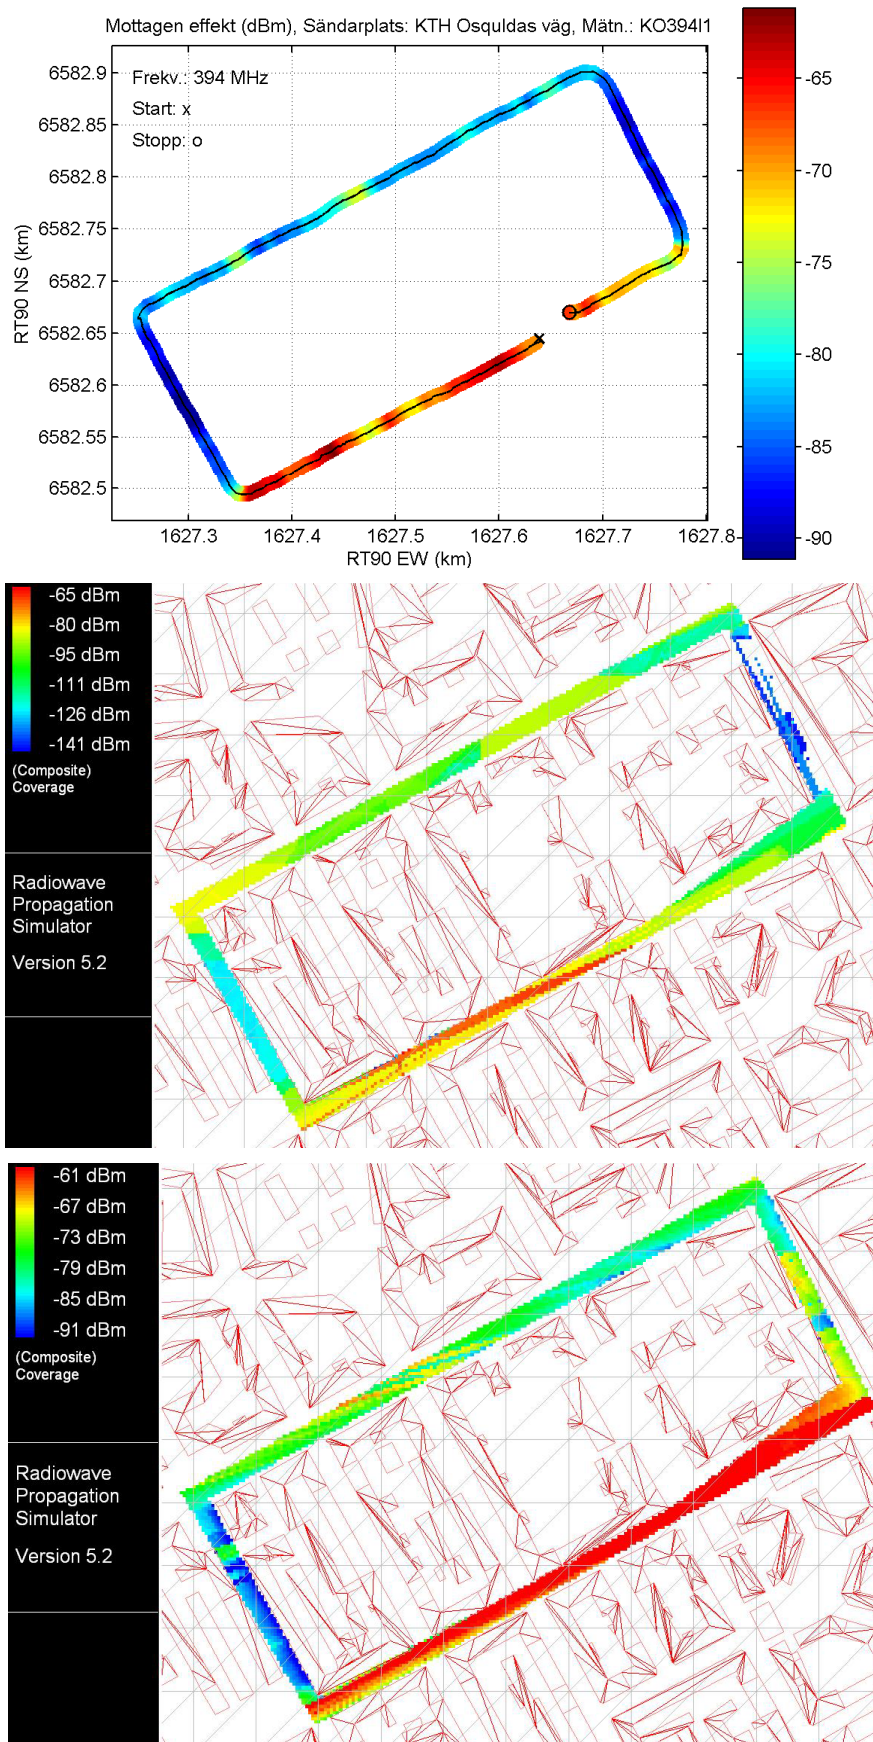 Mottagen effekt (dBm), Sändarplats: KTH Osquldas väg, Mätn.: KO394I1
Frekv.: 394 MHz
Start: x
Stopp: o
6582.9
6582.85
6582.8
6582.75
6582.7
6582.65
6582.6
6582.55
6582.5
RT90 NS (km)
1627.3
1627.4
1627.5
1627.6
1627.7
1627.8
RT90 EW (km)
-65
-70
-75
-80
-85
-90
-65 dBm
-80 dBm
-95 dBm
-111 dBm
-126 dBm
-141 dBm
(Composite)
Coverage
Radiowave
Propagation
Simulator
Version 5.2
-61 dBm
-67 dBm
-73 dBm
-79 dBm
-85 dBm
-91 dBm
(Composite)
Coverage
Radiowave
Propagation
Simulator
Version 5.2